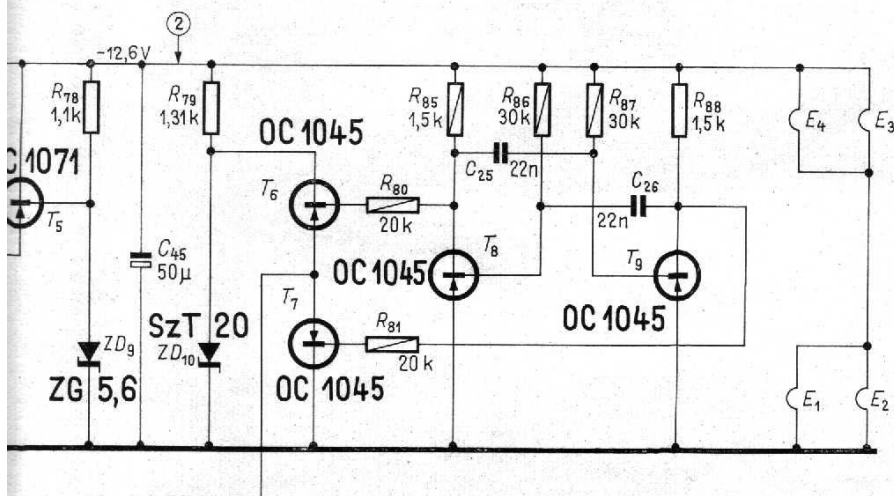 2
-12,6V
R78
1,1k
R79
1,31k
R85
1,5k
R86
30k
R87
30k
R88
1,5k
E4
E3
OC 1045
C 1071
C25
22n
T5
T6
R80
20k
C26
22n
C45
50µ
OC 1045
T8
T9
OC 1045
T7
SzT 20
ZD9
ZD10
R81
20k
ZG 5,6
OC 1045
E1
E2